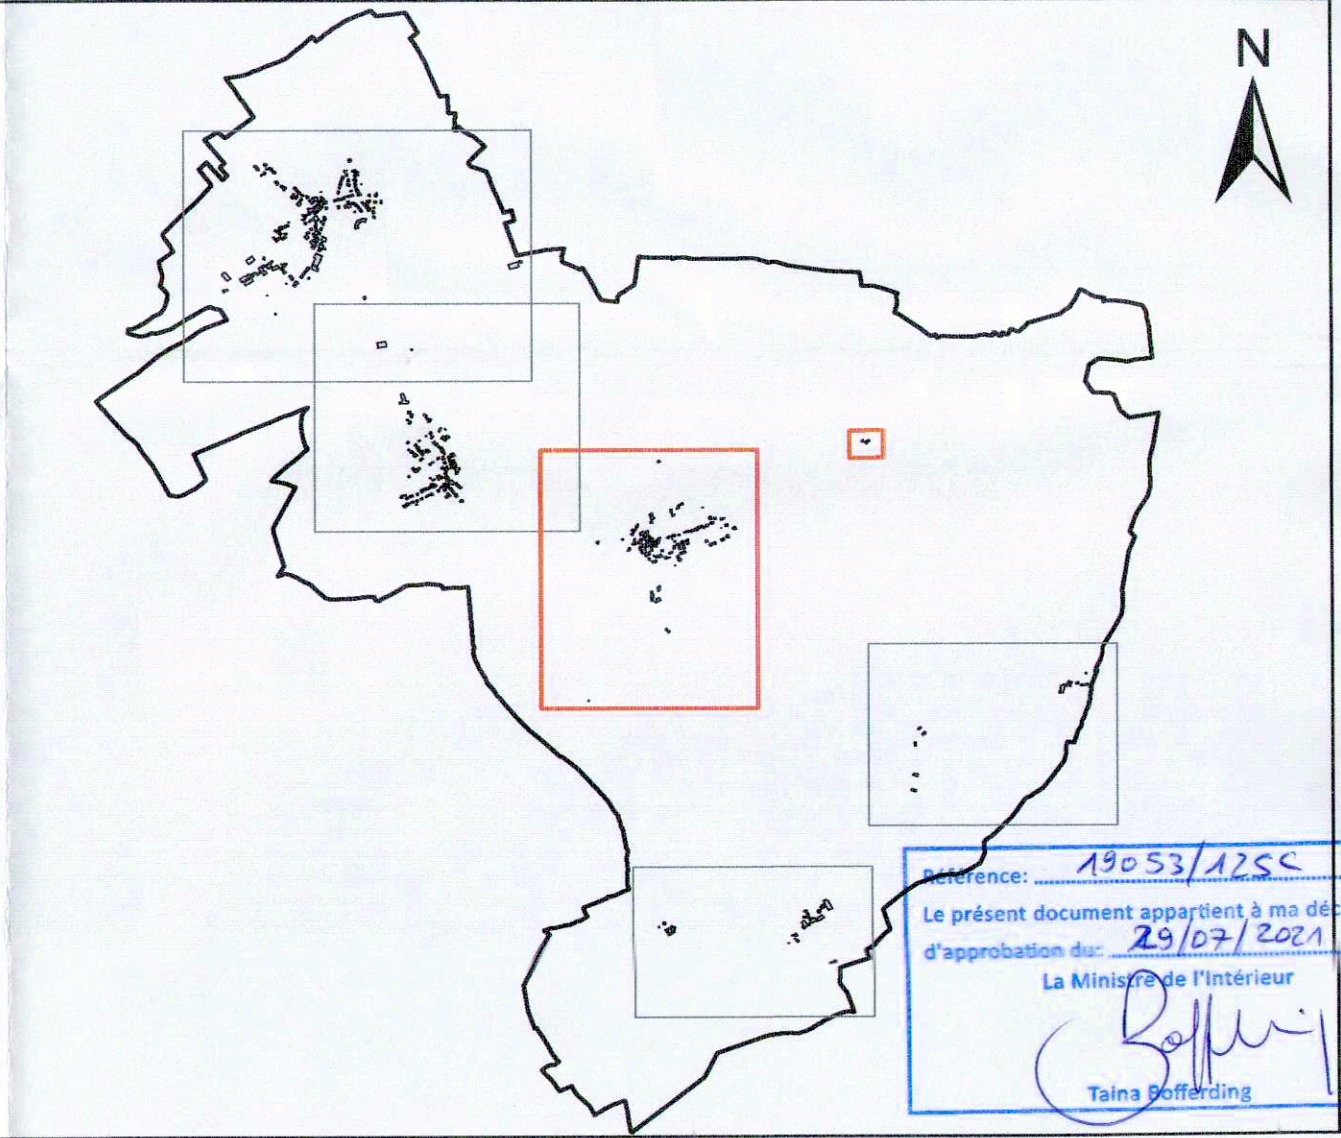 N
Référence: 19053/125C
Le présent document appartient à ma
d'approbation du: 29/07/2021
La Ministre de l'Intérieur
Taina Bofferding